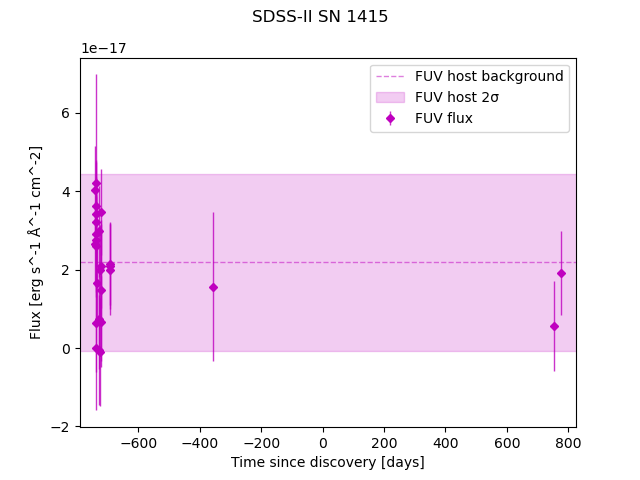 SDSS-II SN 1415
1e−17
FUV host background
FUV host 2σ
FUV flux
6
4
2
0
−2
Flux [erg s^-1 Å^-1 cm^-2]
−600 −400 −200 0 200 400 600 800
Time since discovery [days]